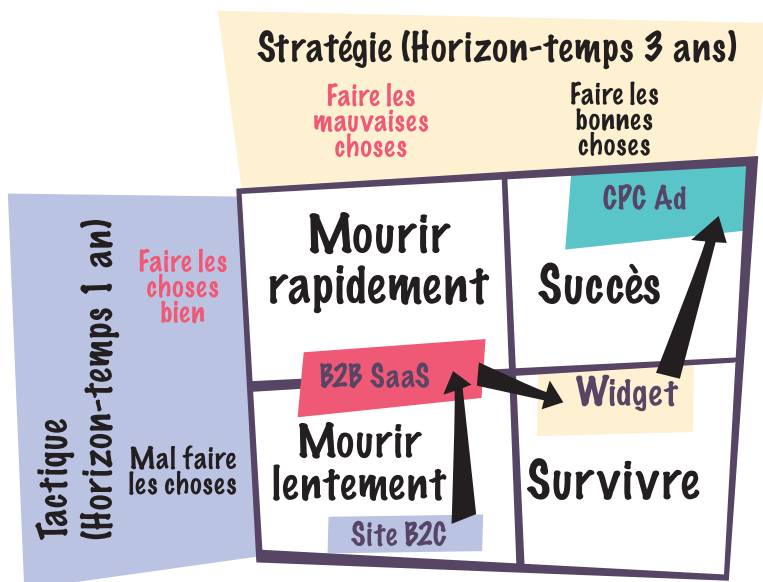 Stratégie (Horizon-temps 3 ans)
Faire les
mauvaises
choses
Faire les
bonnes
choses
Tactique
(Horizon-temps 1 an)
Faire les
choses
bien
Mal faire
les choses
Mourir
rapidement
CPC Ad
Succès
B2B SaaS
Mourir
lentement
Site B2C
Widget
Survivre